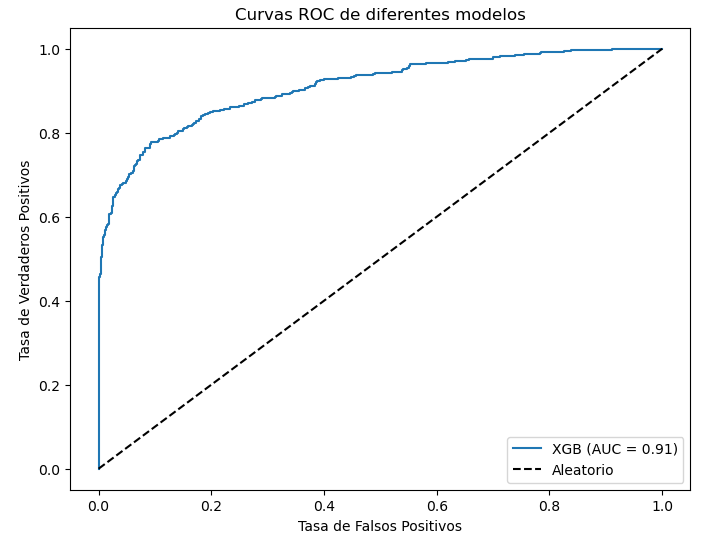 Curvas ROC de diferentes modelos
Tasa de Verdaderos Positivos
1.0
0.8
0.6
0.4
0.2
0.0
0.0
0.2
0.4
0.6
0.8
1.0
Tasa de Falsos Positivos
XGB (AUC = 0.91)
Aleatorio